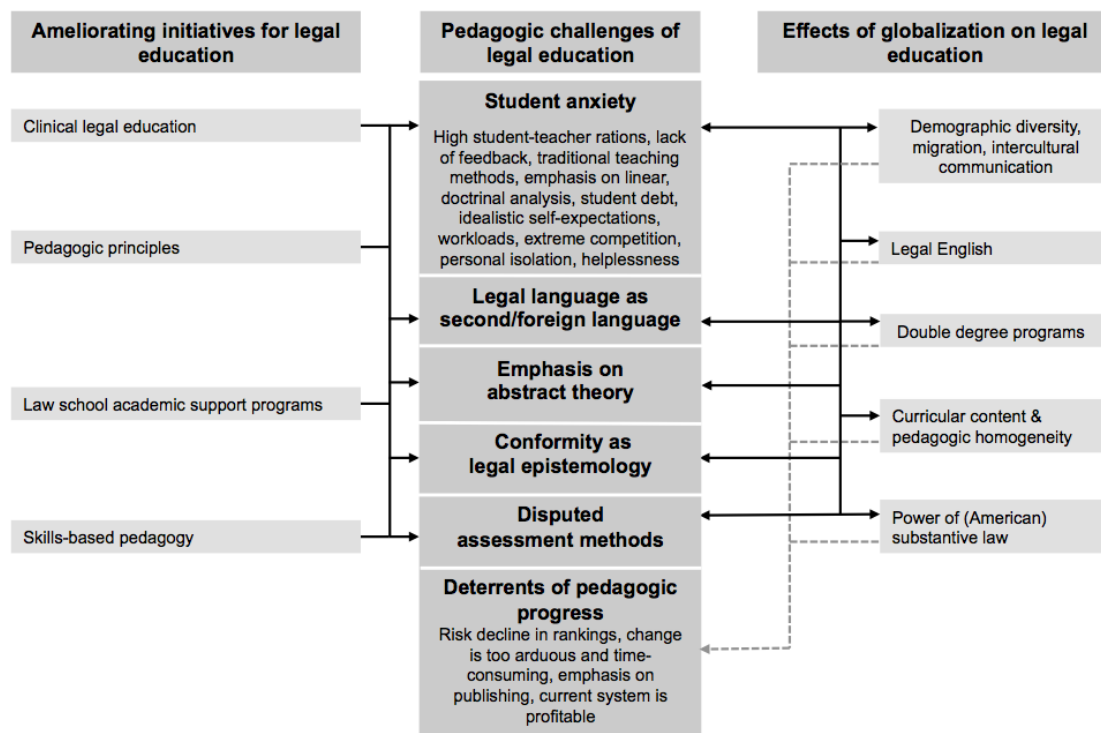 Ameliorating initiatives for legal
education
Clinical legal education
Pedagogic principles
Law school academic support programs
Skills-based pedagogy
Pedagogic challenges of
legal education
Student anxiety
High student-teacher rations, lack
of feedback, traditional teaching
methods, emphasis on linear,
doctrinal analysis, student debt,
idealistic self-expectations,
workloads, extreme competition,
personal isolation, helplessness
Legal language as
second/foreign language
Emphasis on
abstract theory
Conformity as
legal epistemology
Disputed
assessment methods
Deterrents of pedagogic
progress
Risk decline in rankings, change
is too arduous and time-
consuming, emphasis on
publishing, current system is
profitable
Effects of globalization on legal
education
Demographic diversity,
migration, intercultural
communication
Legal English
Double degree programs
Curricular content &
pedagogic homogeneity
Power of (American)
substantive law